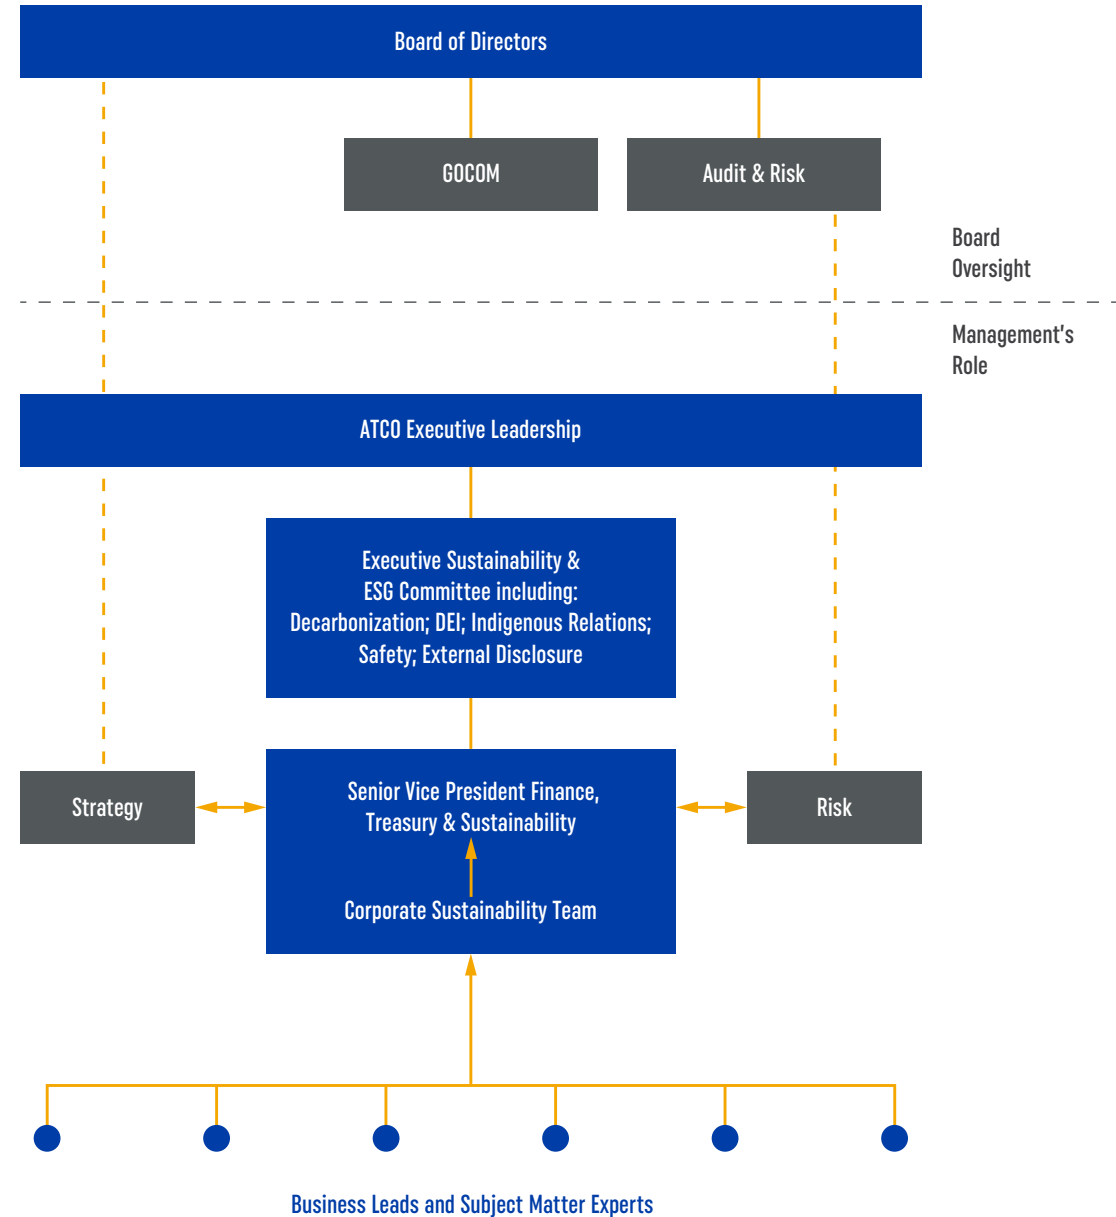 Board of Directors
GOCOM
Audit & Risk
Board
Oversight
Management's
Role
ATCO Executive Leadership
Executive Sustainability &
ESG Committee including:
Decarbonization; DEI; Indigenous Relations;
Safety; External Disclosure
Strategy
Senior Vice President Finance,
Treasury & Sustainability
Risk
Corporate Sustainability Team
Business Leads and Subject Matter Experts